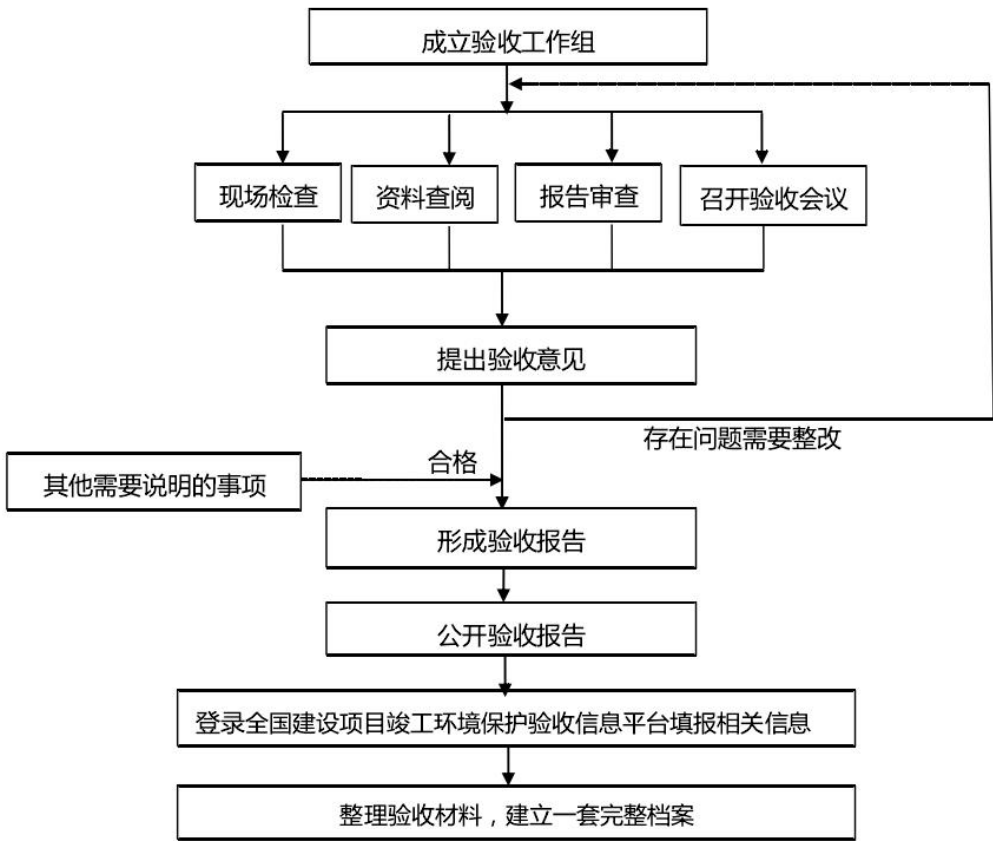 成立验收工作组
现场检查
资料查阅
报告审查
召开验收会议
提出验收意见
存在问题需要整改
合格
其他需要说明的事项
形成验收报告
公开验收报告
登录全国建设项目竣工环境保护验收信息平台填报相关信息
整理验收材料，建立一套完整档案